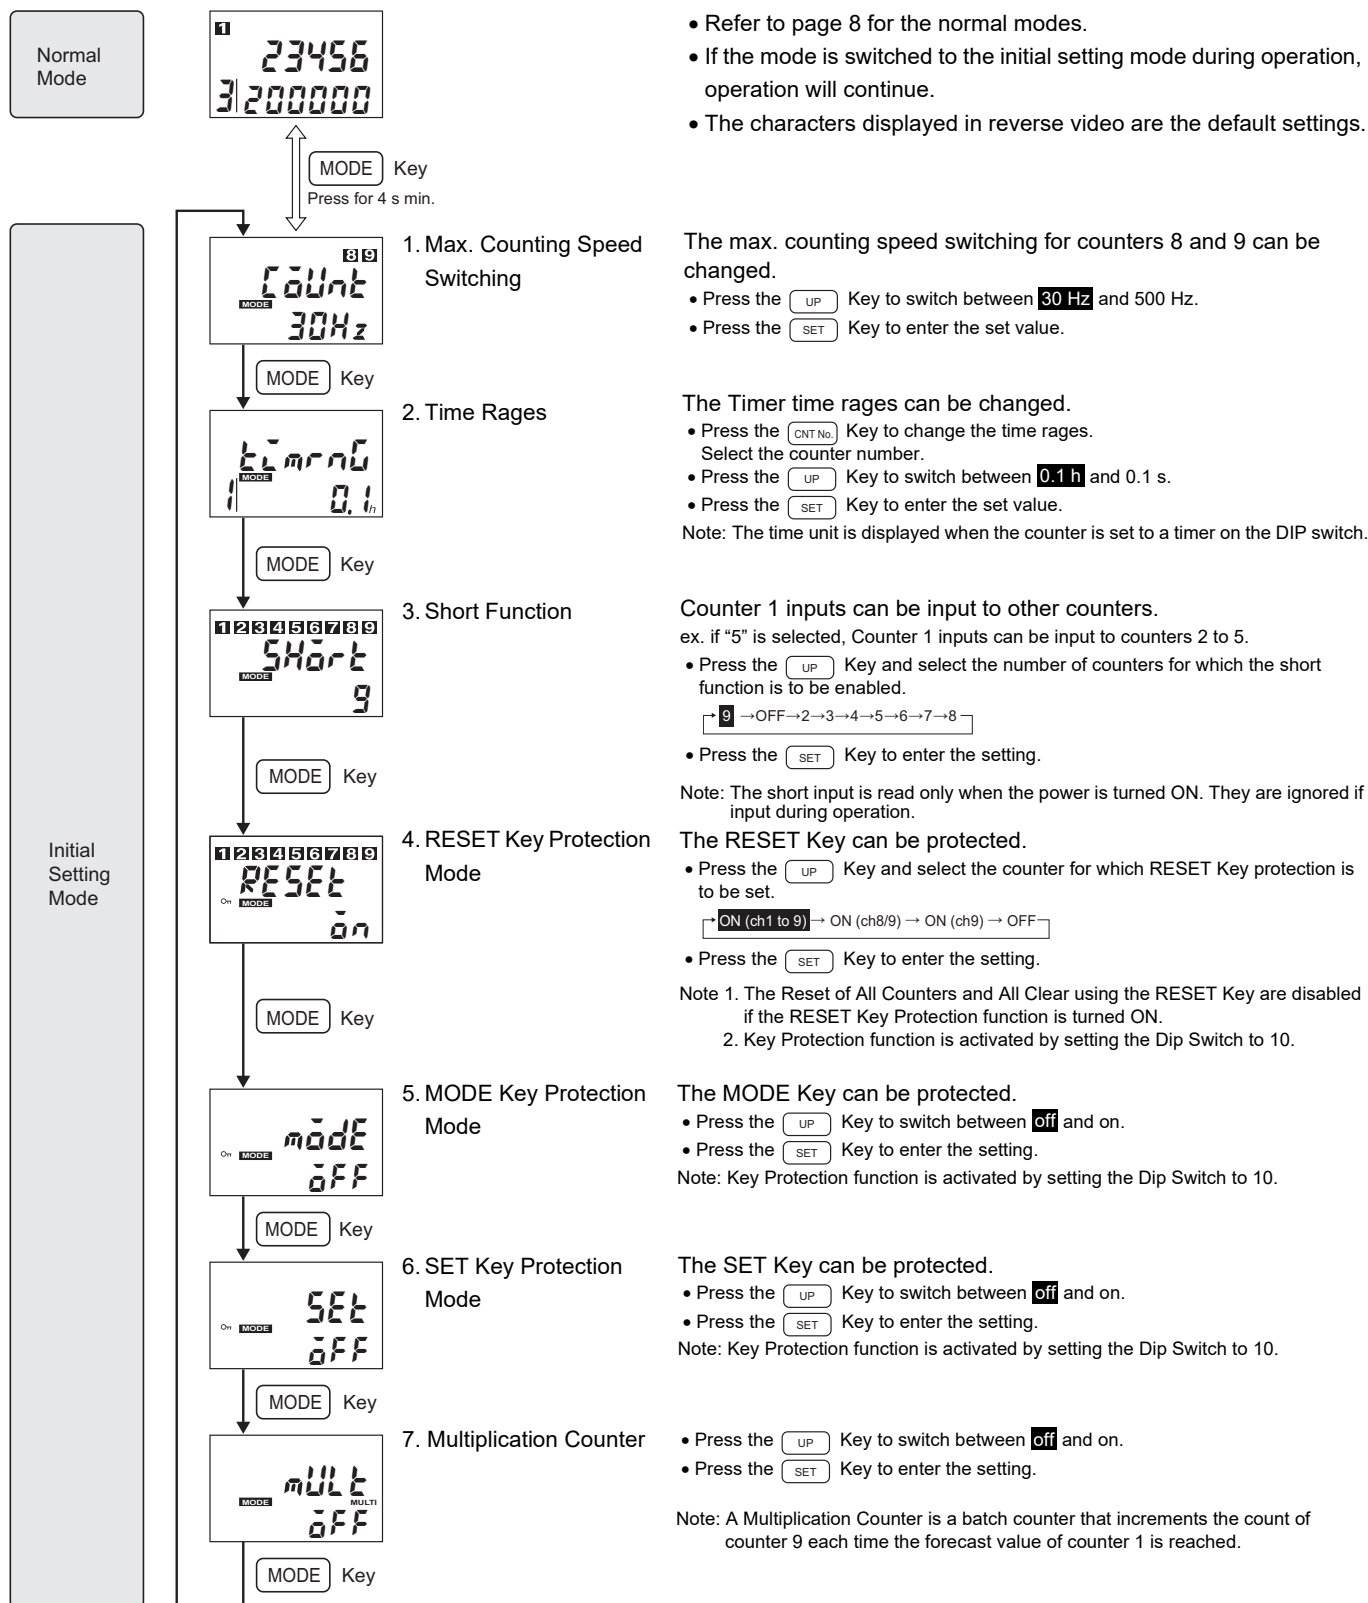 Normal
Mode
1
23456
3 200000
MODE Key
Press for 4 s min.
• Refer to page 8 for the normal modes.
• If the mode is switched to the initial setting mode during operation,
operation will continue.
• The characters displayed in reverse video are the default settings.
Initial
Setting
Mode
8 9
CoUnt
MODE
30Hz
1. Max. Counting Speed
Switching
The max. counting speed switching for counters 8 and 9 can be
changed.
• Press the UP Key to switch between 30 Hz and 500 Hz.
• Press the SET Key to enter the set value.
MODE Key
timrnG
MODE
1 0.1h
2. Time Rages
The Timer time rages can be changed.
• Press the CNT No. Key to change the time rages.
Select the counter number.
• Press the UP Key to switch between 0.1 h and 0.1 s.
• Press the SET Key to enter the set value.
Note: The time unit is displayed when the counter is set to a timer on the DIP switch.
MODE Key
1 2 3 4 5 6 7 8 9
SHort
MODE
9
3. Short Function
Counter 1 inputs can be input to other counters.
ex. if “5” is selected, Counter 1 inputs can be input to counters 2 to 5.
• Press the UP Key and select the number of counters for which the short
function is to be enabled.
9 →OFF→2→3→4→5→6→7→8
• Press the SET Key to enter the setting.
Note: The short input is read only when the power is turned ON. They are ignored if
input during operation.
MODE Key
1 2 3 4 5 6 7 8 9
RESEt
MODE
on
4. RESET Key Protection
Mode
The RESET Key can be protected.
• Press the UP Key and select the counter for which RESET Key protection is
to be set.
ON (ch1 to 9) → ON (ch8/9) → ON (ch9) → OFF
• Press the SET Key to enter the setting.
Note 1. The Reset of All Counters and All Clear using the RESET Key are disabled
if the RESET Key Protection function is turned ON.
2. Key Protection function is activated by setting the Dip Switch to 10.
MODE Key
modE
MODE
oFF
5. MODE Key Protection
Mode
The MODE Key can be protected.
• Press the UP Key to switch between off and on.
• Press the SET Key to enter the setting.
Note: Key Protection function is activated by setting the Dip Switch to 10.
MODE Key
SEt
MODE
oFF
6. SET Key Protection
Mode
The SET Key can be protected.
• Press the UP Key to switch between off and on.
• Press the SET Key to enter the setting.
Note: Key Protection function is activated by setting the Dip Switch to 10.
MODE Key
mULt
MODE MULTI
oFF
7. Multiplication Counter
• Press the UP Key to switch between off and on.
• Press the SET Key to enter the setting.
Note: A Multiplication Counter is a batch counter that increments the count of
counter 9 each time the forecast value of counter 1 is reached.
MODE Key